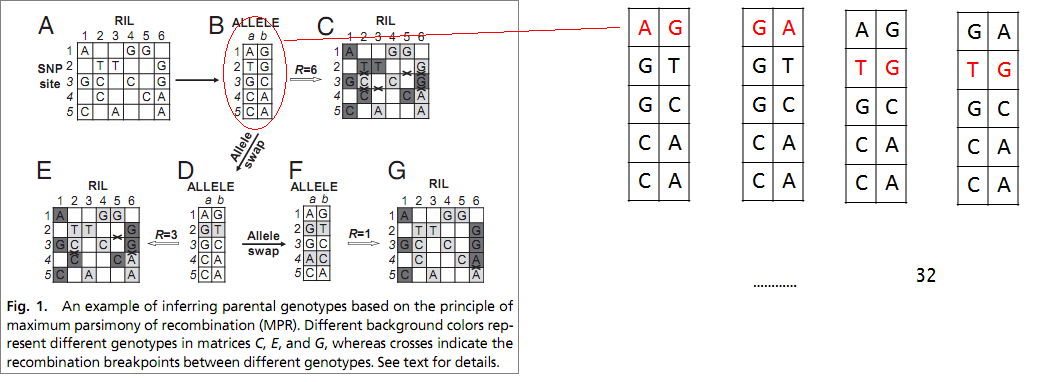 A
RIL
1 2 3 4 5 6
SNP
site
1 A G G
2 T T G
3 G C C G
4 C C A
5 C A A
B
ALLELE
a b
1 A G
2 T G
3 G C
4 C A
5 C A
R=6
C
RIL
1 2 3 4 5 6
1 A G G
2 T T G
3 G C C G
4 C C A
5 C A A
Allele
swap
E
RIL
1 2 3 4 5 6
1 A G G
2 T T G
3 G C C G
4 C C A
5 C A A
R=3
D
ALLELE
a b
1 A G
2 G T
3 G C
4 C A
5 C A
Allele
swap
F
ALLELE
a b
1 A G
2 G T
3 G C
4 A C
5 C A
R=1
G
RIL
1 2 3 4 5 6
1 A G G
2 T T G
3 G C C G
4 C C A
5 C A A
Fig. 1. An example of inferring parental genotypes based on the principle of
maximum parsimony of recombination (MPR). Different background colors rep-
resent different genotypes in matrices C, E, and G, whereas crosses indicate the
recombination breakpoints between different genotypes. See text for details.
A G
G T
G C
C A
C A
G A
G T
G C
C A
C A
A G
T G
G C
C A
C A
G A
T G
G C
C A
C A
............
32